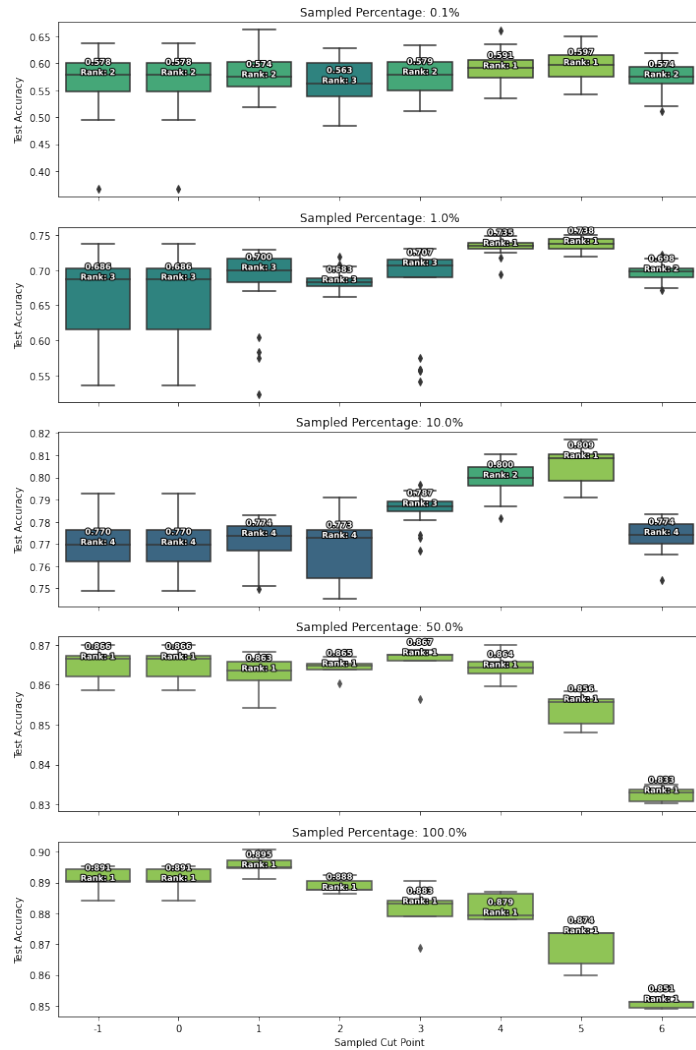 Sampled Percentage: 0.1%
Test Accuracy
0.65
0.60
0.55
0.50
0.45
0.40
0.578
Rank: 2
0.578
Rank: 2
0.574
Rank: 2
0.563
Rank: 3
0.579
Rank: 2
0.591
Rank: 1
0.597
Rank: 1
0.574
Rank: 2
Sampled Percentage: 1.0%
Test Accuracy
0.75
0.70
0.65
0.60
0.55
0.686
Rank: 3
0.686
Rank: 3
0.700
Rank: 3
0.683
Rank: 3
0.707
Rank: 3
0.735
Rank: 1
0.738
Rank: 1
0.698
Rank: 2
Sampled Percentage: 10.0%
Test Accuracy
0.82
0.81
0.80
0.79
0.78
0.77
0.76
0.75
0.770
Rank: 4
0.770
Rank: 4
0.774
Rank: 4
0.773
Rank: 4
0.787
Rank: 3
0.800
Rank: 2
0.809
Rank: 1
0.774
Rank: 4
Sampled Percentage: 50.0%
Test Accuracy
0.87
0.86
0.85
0.84
0.83
0.866
Rank: 1
0.866
Rank: 1
0.863
Rank: 1
0.865
Rank: 1
0.867
Rank: 1
0.864
Rank: 1
0.856
Rank: 1
0.833
Rank: 1
Sampled Percentage: 100.0%
Test Accuracy
0.90
0.89
0.88
0.87
0.86
0.85
0.891
Rank: 1
0.891
Rank: 1
0.895
Rank: 1
0.888
Rank: 1
0.883
Rank: 1
0.879
Rank: 1
0.874
Rank: 1
0.851
Rank: 1
-1 0 1 2 3 4 5 6
Sampled Cut Point